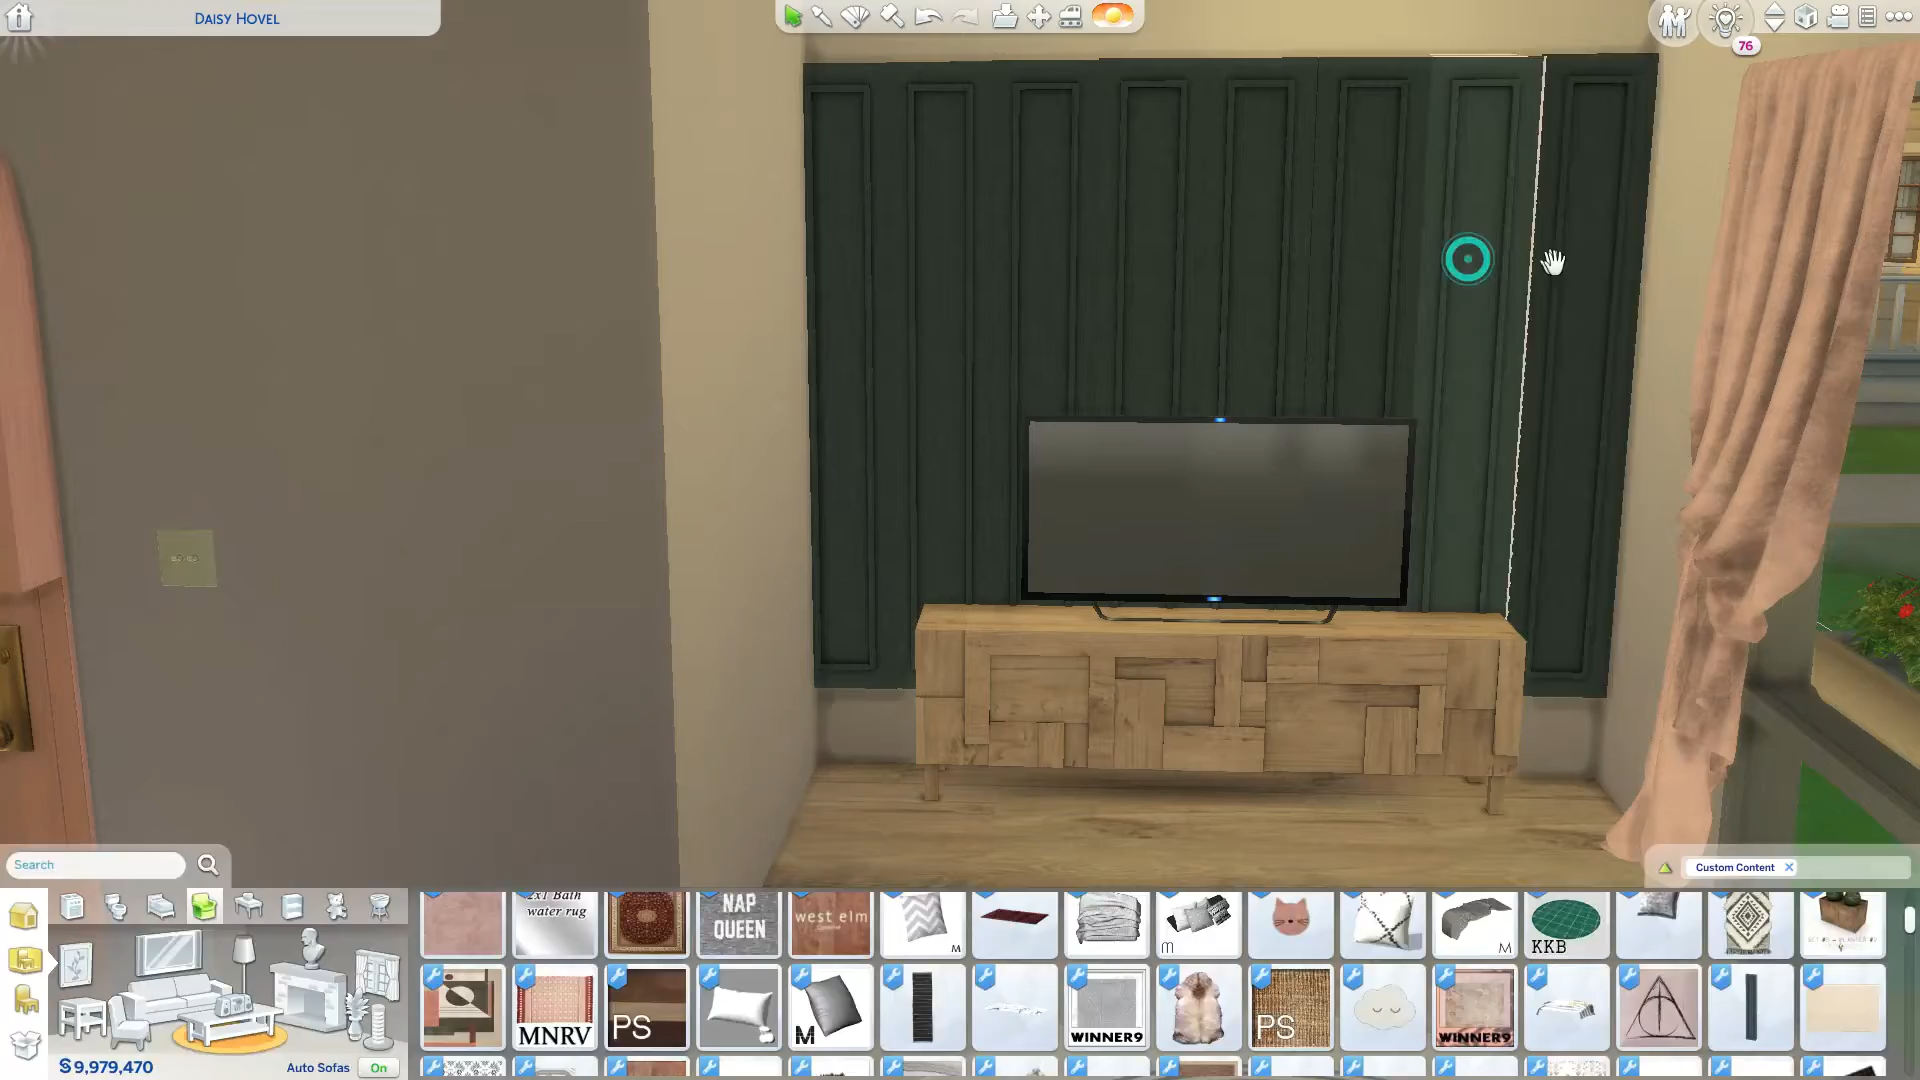 DAISY HOVEL
76
Search
Custom Content
2x1 Bath
water rug
NAP
QUEEN
west elm
M
m
M
KKB
MNRV
PS
M
WINNER9
PS
WINNER9
$9,979,470
Auto Sofas On